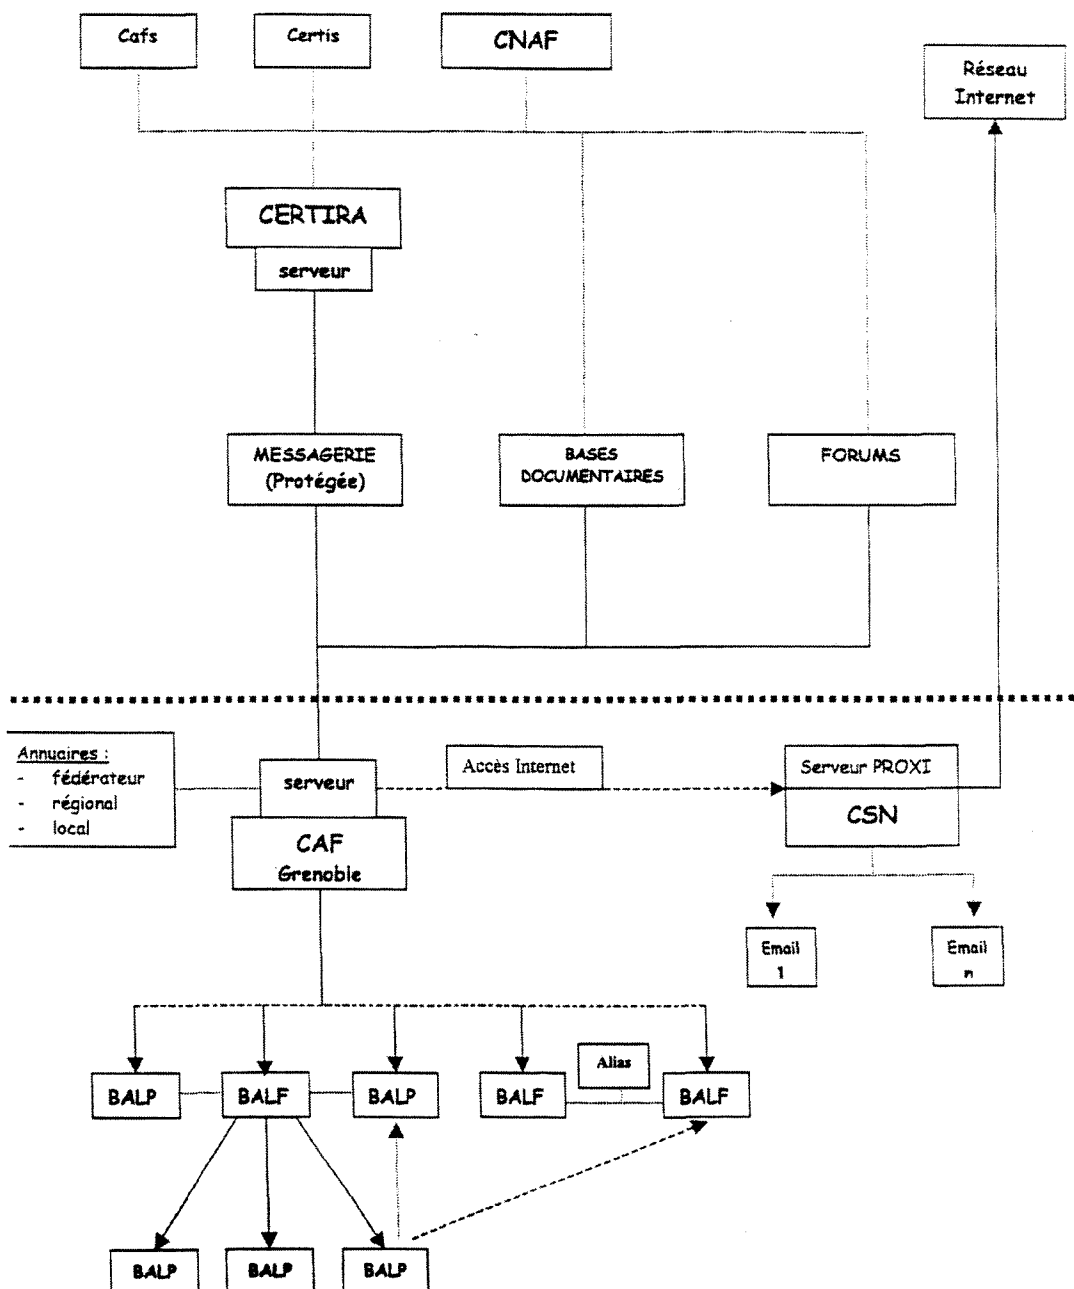 Cafs
Certis
CNAF
Réseau
Internet
CERTIRA
serveur
MESSAGERIE
(Protégée)
BASES
DOCUMENTAIRES
FORUMS
Annuaires :
- fédérateur
- régional
- local
serveur
CAF
Grenoble
Accès Internet
Serveur PROXI
CSN
Email
1
Email
n
BALP
BALF
BALP
BALF
Alias
BALF
BALP
BALP
BALP